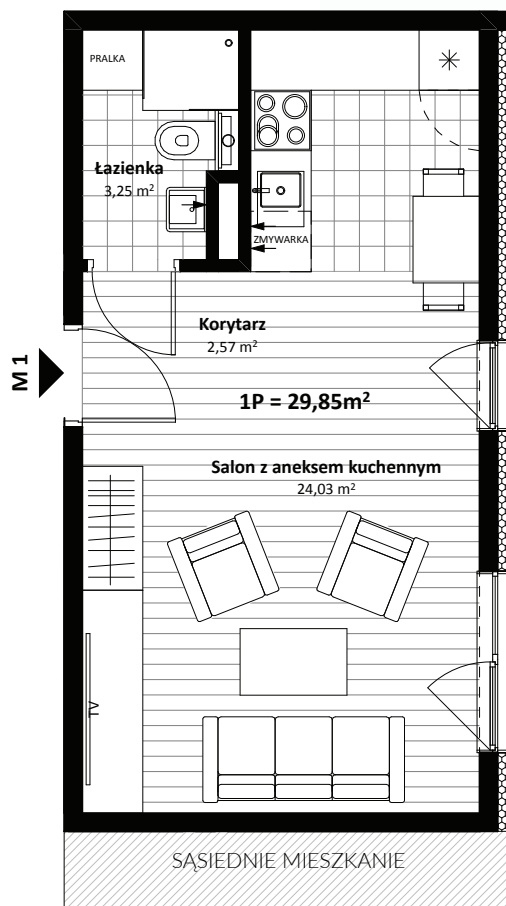 PRALKA
Łazienka
3,25 m²
ZMYWARKA
Korytarz
2,57 m²
M 1
1P = 29,85m²
Salon z aneksem kuchennym
24,03 m²
TV
SĄSIEDNIE MIESZKANIE